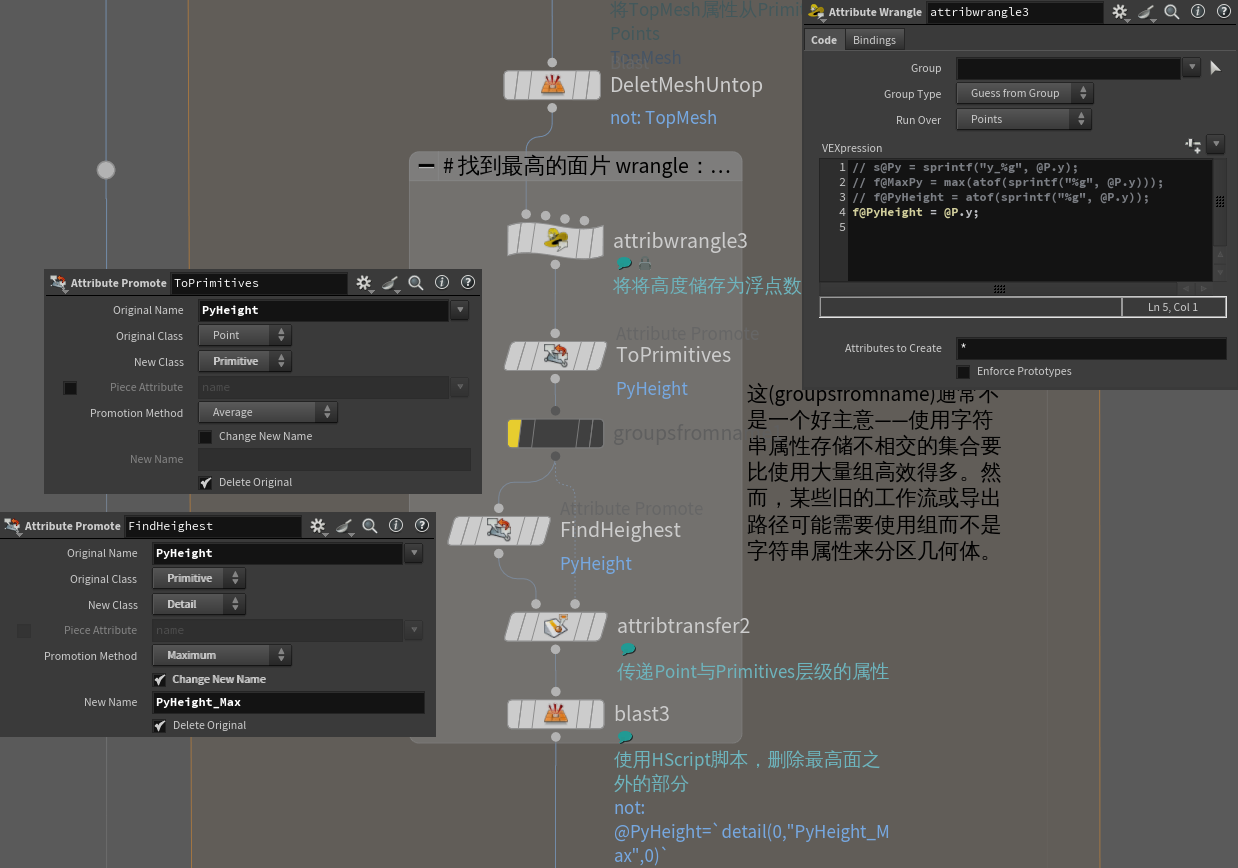 将TopMesh属性从Primi
Points
TopMesh
DeletMeshUntop
not: TopMesh
# 找到最高的面片 wrangle：...
attribwrangle3
将将高度储存为浮点数
Attribute Promote
ToPrimitives
PyHeight
groupsfromna
Attribute Promote
FindHeighest
PyHeight
attribtransfer2
传递Point与Primitives层级的属性
blast3
使用HScript脚本，删除最高面之
外的部分
not:
@PyHeight=`detail(0,"PyHeight_M
ax",0)`
这(groupsfromname)通常不
是一个好主意——使用字符
串属性存储不相交的集合要
比使用大量组高效得多。然
而，某些旧的工作流或导出
路径可能需要使用组而不是
字符串属性来分区几何体。
Attribute Wrangle attribwrangle3
Code Bindings
Group
Group Type Guess from Group
Run Over Points
VEXpression
1 // s@Py = sprintf("y_%g", @P.y);
2 // f@MaxPy = max(atof(sprintf("%g", @P.y)));
3 // f@PyHeight = atof(sprintf("%g", @P.y));
4 f@PyHeight = @P.y;
5
Ln 5, Col 1
Attributes to Create *
Enforce Prototypes
Attribute Promote ToPrimitives
Original Name PyHeight
Original Class Point
New Class Primitive
Piece Attribute name
Promotion Method Average
Change New Name
New Name
Delete Original
Attribute Promote FindHeighest
Original Name PyHeight
Original Class Primitive
New Class Detail
Piece Attribute name
Promotion Method Maximum
Change New Name
New Name PyHeight_Max
Delete Original